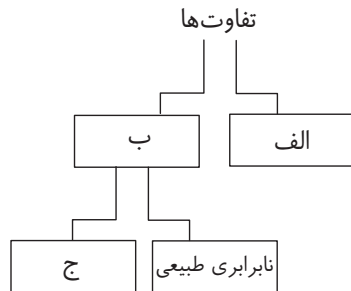 تفاوت‌ها
الف
ب
نابرابری طبیعی
ج